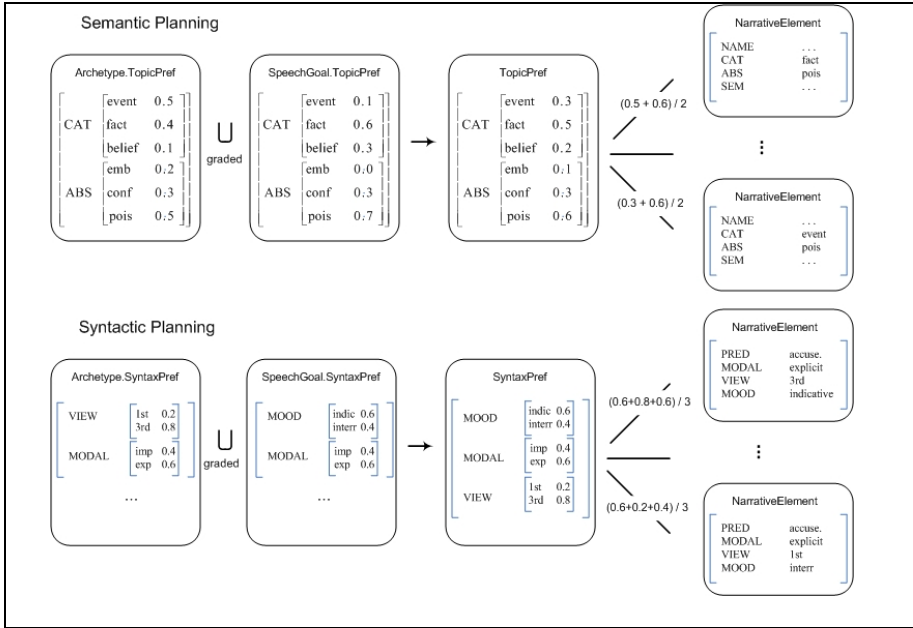 Semantic Planning
Archetype.TopicPref
CAT
event 0.5
fact 0.4
belief 0.1
ABS
emb 0.2
conf 0.3
pois 0.5
∪
graded
SpeechGoal.TopicPref
CAT
event 0.1
fact 0.6
belief 0.3
ABS
emb 0.0
conf 0.3
pois 0.7
TopicPref
CAT
event 0.3
fact 0.5
belief 0.2
ABS
emb 0.1
conf 0.3
pois 0.6
(0.5 + 0.6) / 2
(0.3 + 0.6) / 2
NarrativeElement
NAME ...
CAT fact
ABS pois
SEM ...
NarrativeElement
NAME ...
CAT event
ABS pois
SEM ...
Syntactic Planning
Archetype.SyntaxPref
VIEW
1st 0.2
3rd 0.8
MODAL
imp 0.4
exp 0.6
...
∪
graded
SpeechGoal.SyntaxPref
MOOD
indic 0.6
interr 0.4
MODAL
imp 0.4
exp 0.6
...
SyntaxPref
MOOD
indic 0.6
interr 0.4
MODAL
imp 0.4
exp 0.6
VIEW
1st 0.2
3rd 0.8
(0.6+0.8+0.6) / 3
(0.6+0.2+0.4) / 3
NarrativeElement
PRED accuse.
MODAL explicit
VIEW 3rd
MOOD indicative
NarrativeElement
PRED accuse.
MODAL explicit
VIEW 1st
MOOD interr